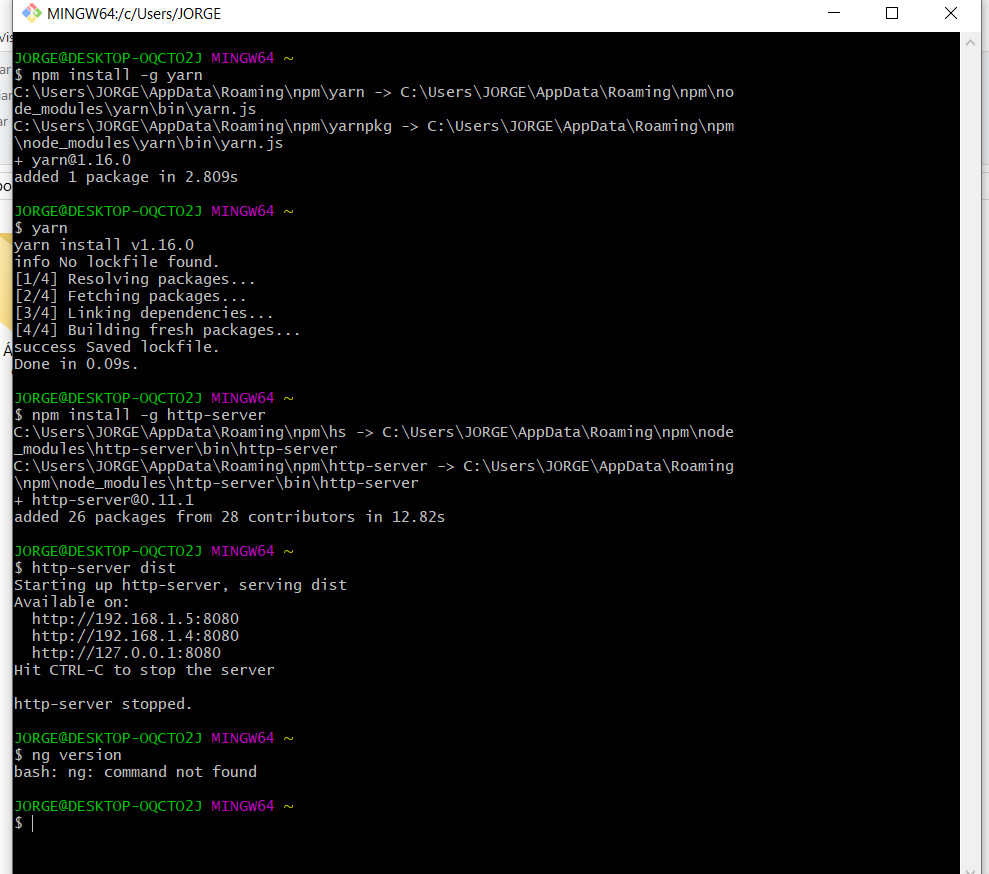 MINGW64:/c/Users/JORGE
JORGE@DESKTOP-OQCTO2J MINGW64 ~
$ npm install -g yarn
C:\Users\JORGE\AppData\Roaming\npm\yarn -> C:\Users\JORGE\AppData\Roaming\npm\no
de_modules\yarn\bin\yarn.js
C:\Users\JORGE\AppData\Roaming\npm\yarnpkg -> C:\Users\JORGE\AppData\Roaming\npm
\node_modules\yarn\bin\yarn.js
+ yarn@1.16.0
added 1 package in 2.809s
JORGE@DESKTOP-OQCTO2J MINGW64 ~
$ yarn
yarn install v1.16.0
info No lockfile found.
[1/4] Resolving packages...
[2/4] Fetching packages...
[3/4] Linking dependencies...
[4/4] Building fresh packages...
success Saved lockfile.
Done in 0.09s.
JORGE@DESKTOP-OQCTO2J MINGW64 ~
$ npm install -g http-server
C:\Users\JORGE\AppData\Roaming\npm\hs -> C:\Users\JORGE\AppData\Roaming\npm\node
_modules\http-server\bin\http-server
C:\Users\JORGE\AppData\Roaming\npm\http-server -> C:\Users\JORGE\AppData\Roaming
\npm\node_modules\http-server\bin\http-server
+ http-server@0.11.1
added 26 packages from 28 contributors in 12.82s
JORGE@DESKTOP-OQCTO2J MINGW64 ~
$ http-server dist
Starting up http-server, serving dist
Available on:
  http://192.168.1.5:8080
  http://192.168.1.4:8080
  http://127.0.0.1:8080
Hit CTRL-C to stop the server
http-server stopped.
JORGE@DESKTOP-OQCTO2J MINGW64 ~
$ ng version
bash: ng: command not found
JORGE@DESKTOP-OQCTO2J MINGW64 ~
$